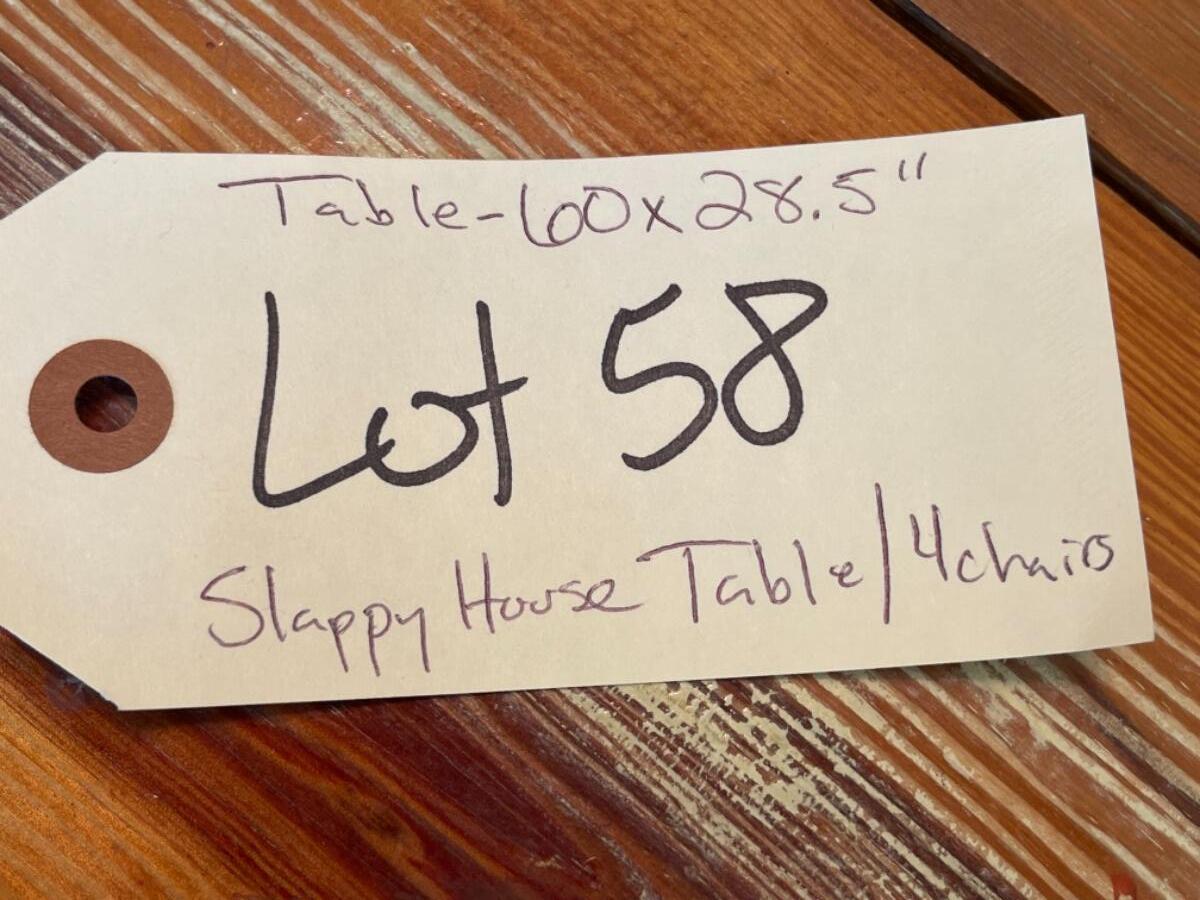 Table-60x28.5"
Lot 58
Slappy House Table/4chairs